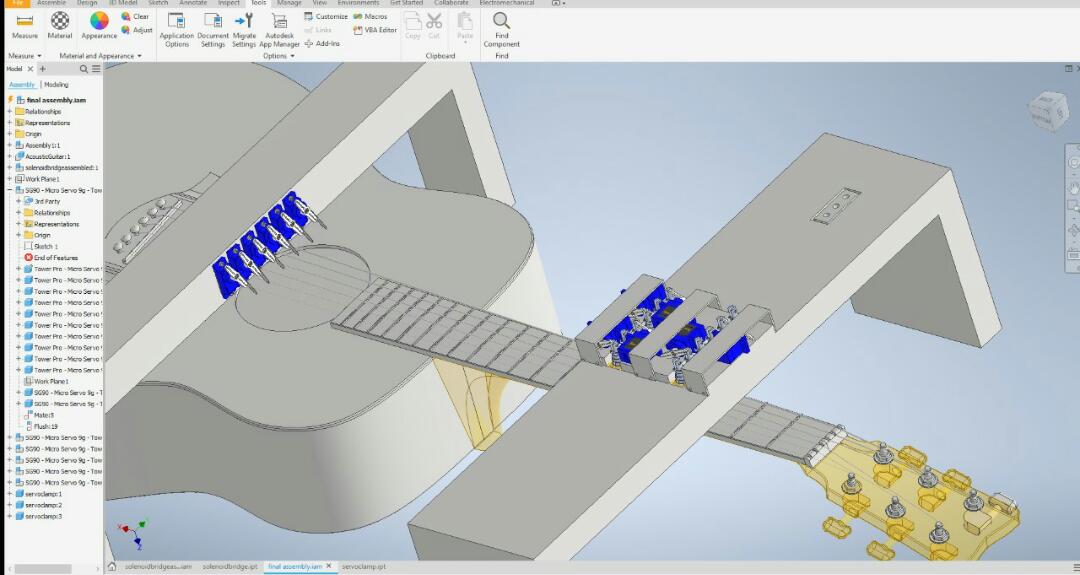 File Assemble Design 3D Model Sketch Annotate Inspect Tools Manage View Environments Get Started Collaborate Electromechanical
Measure
Material
Appearance
Clear
Adjust
Application Options
Document Settings
Migrate Settings
Autodesk App Manager
Customize
Links
Add-Ins
Macros
VBA Editor
Copy
Cut
Paste
Find Component
Measure
Material and Appearance
Options
Clipboard
Find
Model
Assembly | Modeling
final assembly.iam
Relationships
Representations
Origin
Assembly1:1
AcousticGuitar:1
solenoidbridgeassembled:1
Work Plane1
SG90 - Micro Servo 9g - Tow
3rd Party
Relationships
Representations
Origin
Sketch 1
End of Features
Tower Pro - Micro Servo
Tower Pro - Micro Servo
Tower Pro - Micro Servo
Tower Pro - Micro Servo
Tower Pro - Micro Servo
Tower Pro - Micro Servo
Tower Pro - Micro Servo
Tower Pro - Micro Servo
Tower Pro - Micro Servo
Tower Pro - Micro Servo
Work Plane1
SG90 - Micro Servo 9g - T
SG90 - Micro Servo 9g - T
Mate:5
Flush:19
SG90 - Micro Servo 9g - Tow
SG90 - Micro Servo 9g - Tow
SG90 - Micro Servo 9g - Tow
SG90 - Micro Servo 9g - Tow
SG90 - Micro Servo 9g - Tow
servoclamp:1
servoclamp:2
servoclamp:3
X
Y
Z
solenoidbridgeas...iam
solenoidbridge.ipt
final assembly.iam
servoclamp.ipt